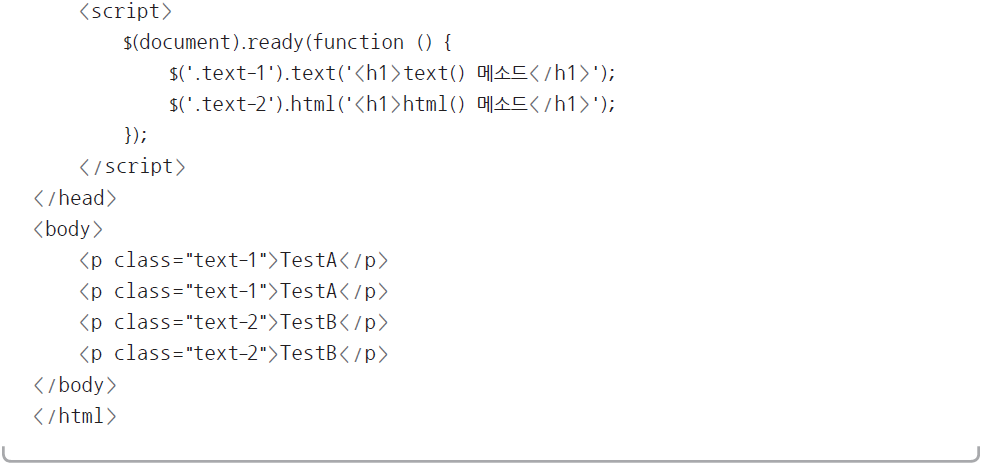 <script>
$(document).ready(function () {
$('.text-1').text('<h1>text() 메소드</h1>');
$('.text-2').html('<h1>html() 메소드</h1>');
});
</script>
</head>
<body>
<p class="text-1">TestA</p>
<p class="text-1">TestA</p>
<p class="text-2">TestB</p>
<p class="text-2">TestB</p>
</body>
</html>